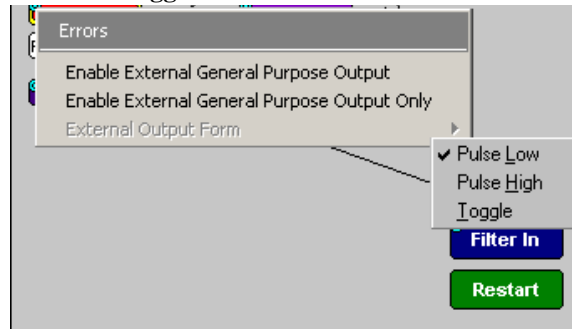 Errors
Enable External General Purpose Output
Enable External General Purpose Output Only
External Output Form
Pulse Low
Pulse High
Toggle
Filter In
Restart